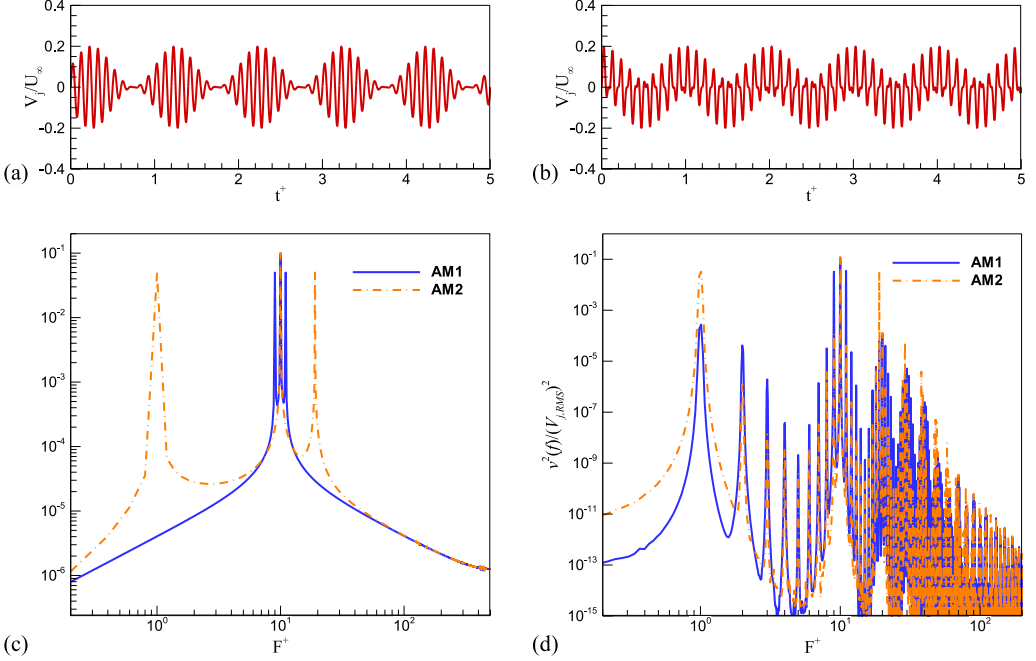 0.4
0.2
0
-0.2
-0.4
V_j/U_∞
0 1 2 3 4 5
t⁺
(a)
0.4
0.2
0
-0.2
-0.4
V_j/U_∞
0 1 2 3 4 5
t⁺
(b)
10⁻¹
10⁻²
10⁻³
10⁻⁴
10⁻⁵
10⁻⁶
AM1
AM2
10⁰ 10¹ 10²
F⁺
(c)
10⁻¹
10⁻³
10⁻⁵
10⁻⁷
10⁻⁹
10⁻¹¹
10⁻¹³
10⁻¹⁵
v²(f)/(V_{j,RMS})²
AM1
AM2
10⁰ 10¹ 10²
F⁺
(d)